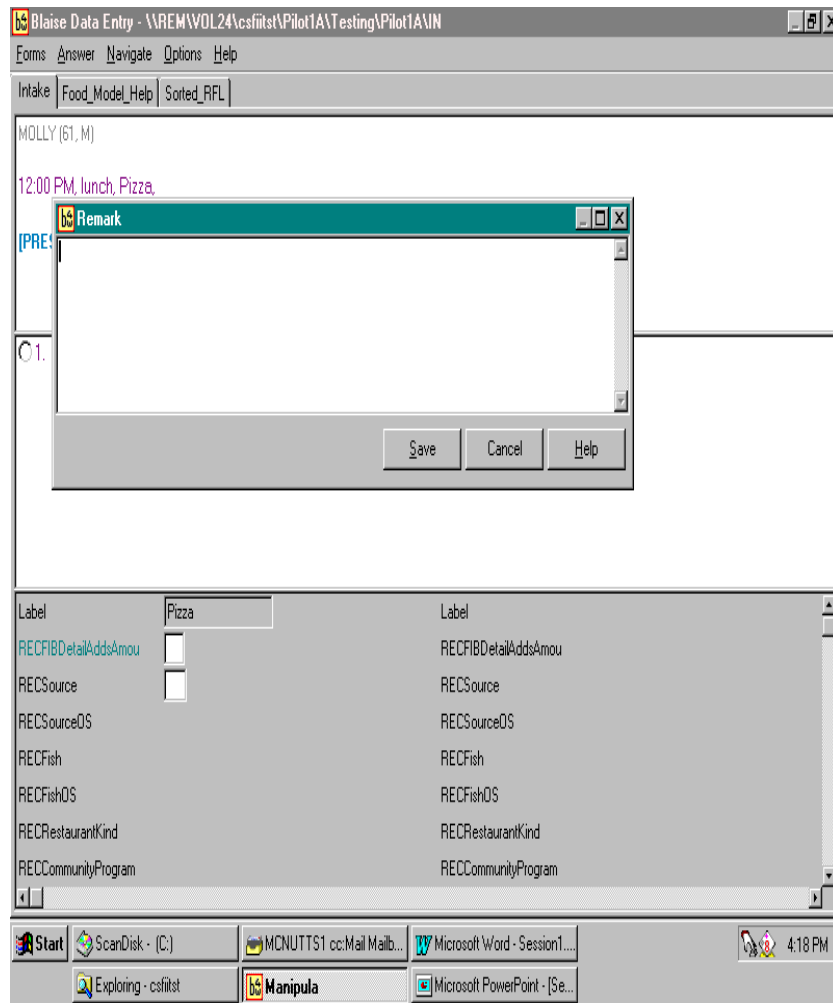 Blaise Data Entry - \\REM\VOL24\csfiitst\Pilot1A\Testing\Pilot1A\IN
Forms Answer Navigate Options Help
Intake Food_Model_Help Sorted_RFL
MOLLY (61, M)
12:00 PM, lunch, Pizza,
Remark
[PRES
1.
Save Cancel Help
Label Pizza Label
RECFIBDetailAddsAmou RECFIBDetailAddsAmou
RECSource RECSource
RECSourceOS RECSourceOS
RECFish RECFish
RECFishOS RECFishOS
RECRestaurantKind RECRestaurantKind
RECCommunityProgram RECCommunityProgram
Start ScanDisk - (C:) MCNUTTS1 cc:Mail Mailb... Microsoft Word - Session1.... 4:18 PM
Exploring - csfiitst Manipula Microsoft PowerPoint - [Se...